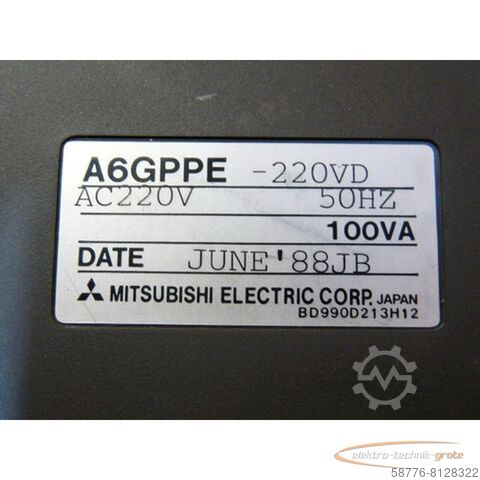 A6GPPE -220VD
AC220V 50HZ
100VA
DATE JUNE'88JB
MITSUBISHI ELECTRIC CORP. JAPAN
BD990D213H12
elektro-technik-grote
58776-8128322